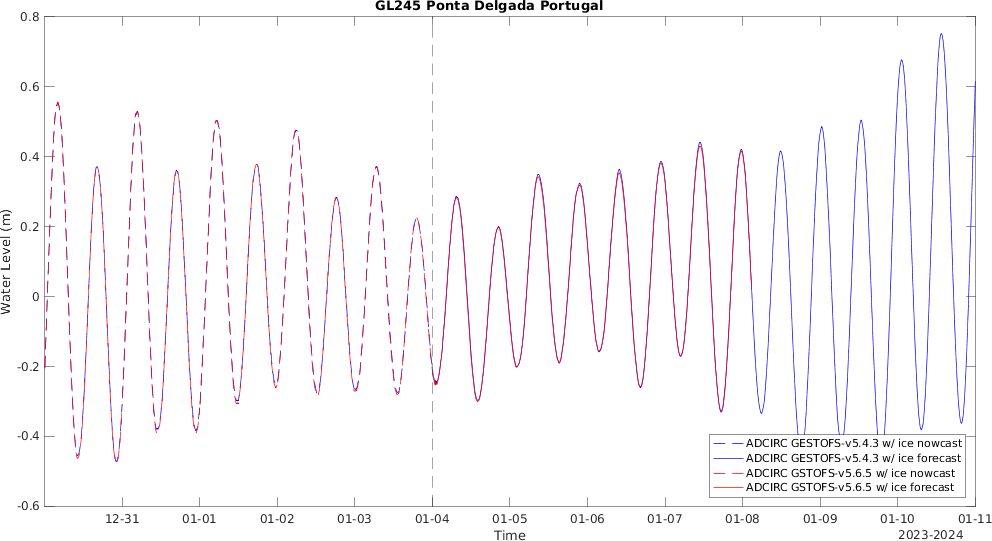 GL245 Ponta Delgada Portugal
0.8
0.6
0.4
0.2
0
-0.2
-0.4
-0.6
Water Level (m)
ADCIRC GESTOFS-v5.4.3 w/ ice nowcast
ADCIRC GESTOFS-v5.4.3 w/ ice forecast
ADCIRC GSTOFS-v5.6.5 w/ ice nowcast
ADCIRC GSTOFS-v5.6.5 w/ ice forecast
12-31 01-01 01-02 01-03 01-04 01-05 01-06 01-07 01-08 01-09 01-10 01-11
Time
2023-2024